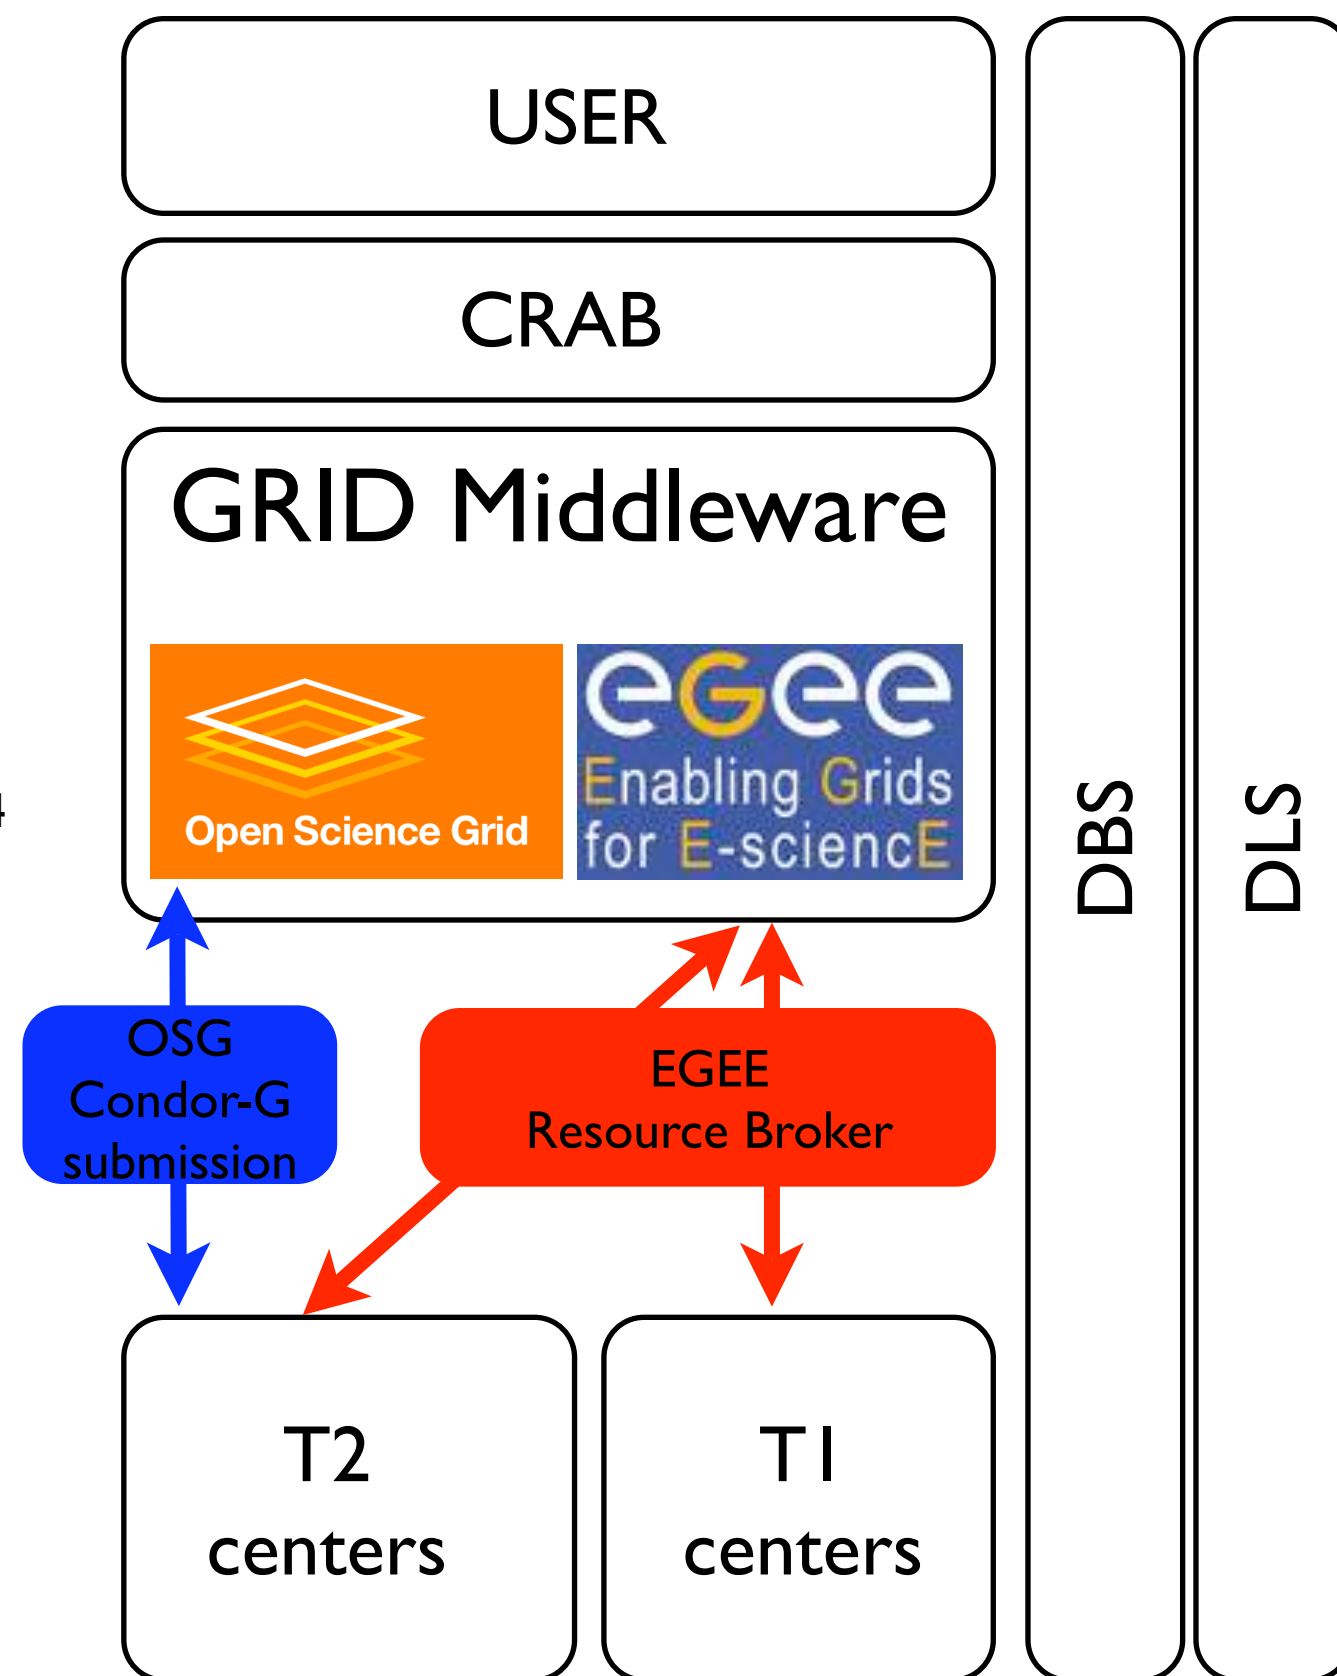 USER
CRAB
GRID Middleware
Open Science Grid
eGee
Enabling Grids
for E-sciencE
4
OSG
Condor-G
submission
EGEE
Resource Broker
T2
centers
T1
centers
DBS
DLS